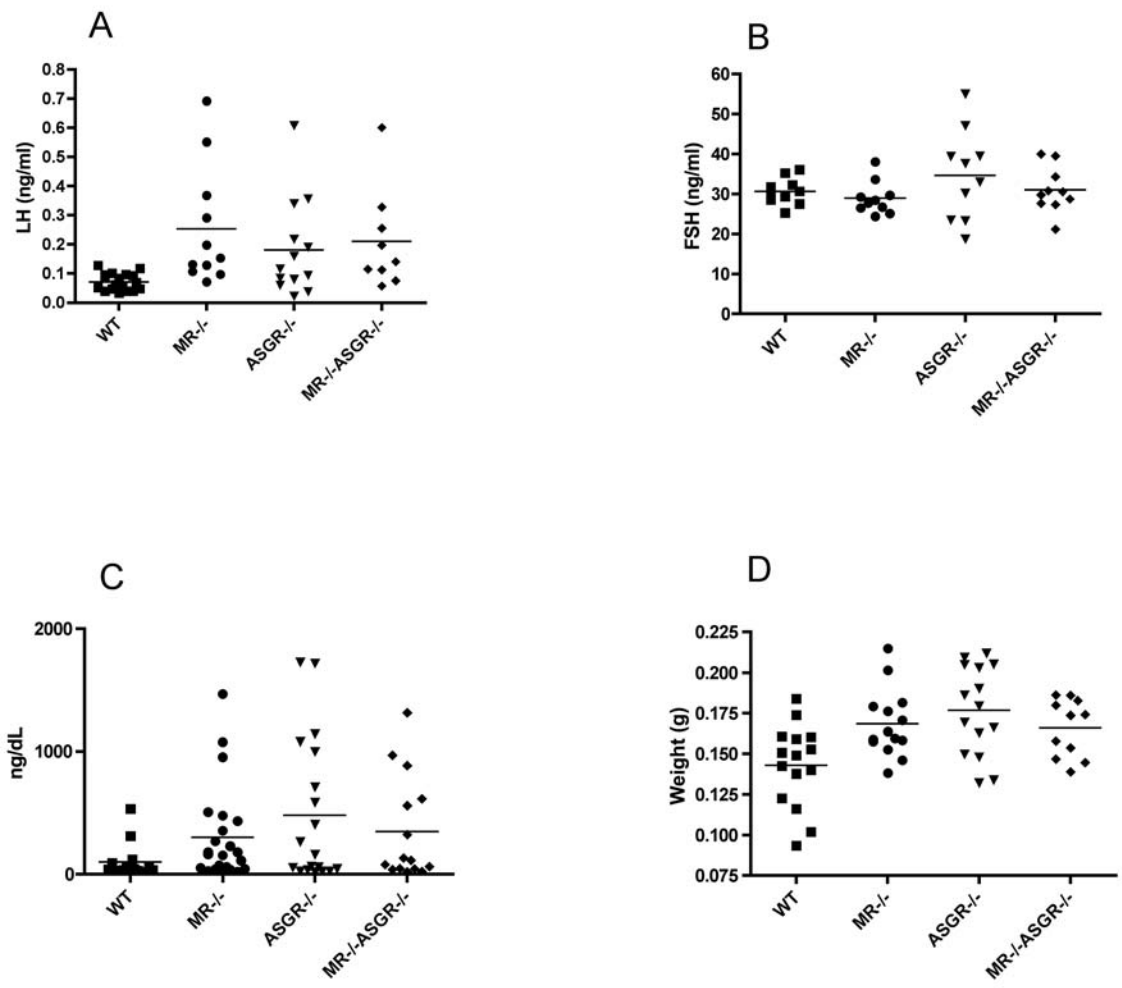 A
LH (ng/ml)
0.8
0.7
0.6
0.5
0.4
0.3
0.2
0.1
0.0
WT
MR-/-
ASGR-/-
MR-/-ASGR-/-
B
FSH (ng/ml)
60
50
40
30
20
10
0
WT
MR-/-
ASGR-/-
MR-/-ASGR-/-
C
ng/dL
2000
1000
0
WT
MR-/-
ASGR-/-
MR-/-ASGR-/-
D
Weight (g)
0.225
0.200
0.175
0.150
0.125
0.100
0.075
WT
MR-/-
ASGR-/-
MR-/-ASGR-/-